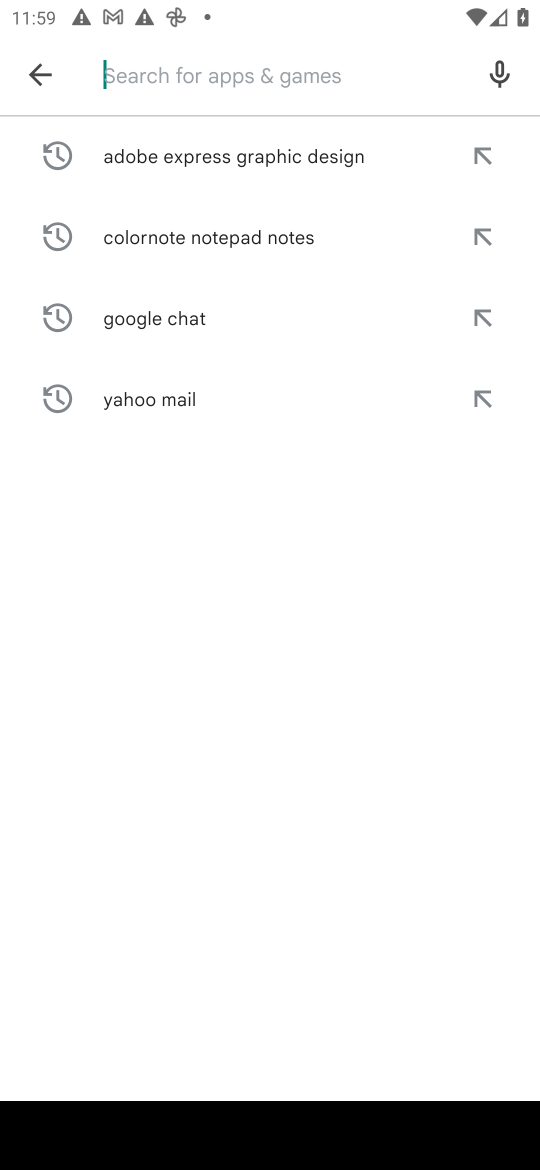 11:59
Search for apps & games
adobe express graphic design
colornote notepad notes
google chat
yahoo mail